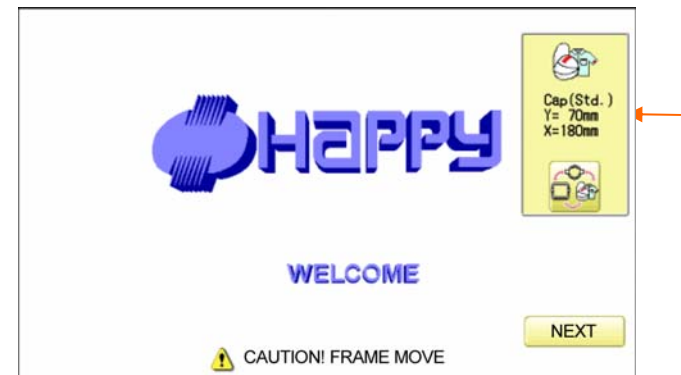 HAPPY
Cap(Std.)
Y= 70mm
X=180mm
WELCOME
NEXT
CAUTION! FRAME MOVE